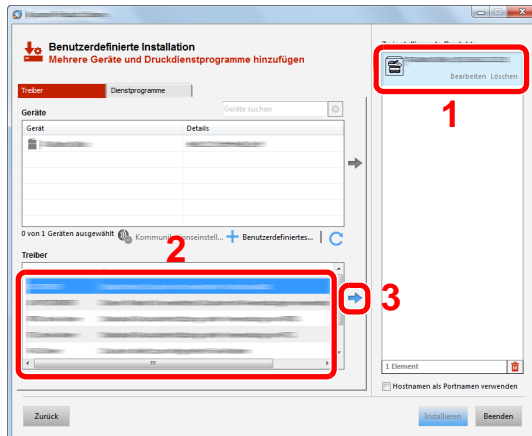 Benutzerdefinierte Installation
Mehrere Geräte und Druckdienstprogramme hinzufügen
Bearbeiten Löschen
1
Treiber
Dienstprogramme
Geräte
Geräte suchen
Gerät
Details
0 von 1 Geräten ausgewählt
Kommunikationseinstell...
Benutzerdefiniertes...
2
Treiber
3
1 Element
Hostnamen als Portnamen verwenden
Zurück
Installieren
Beenden